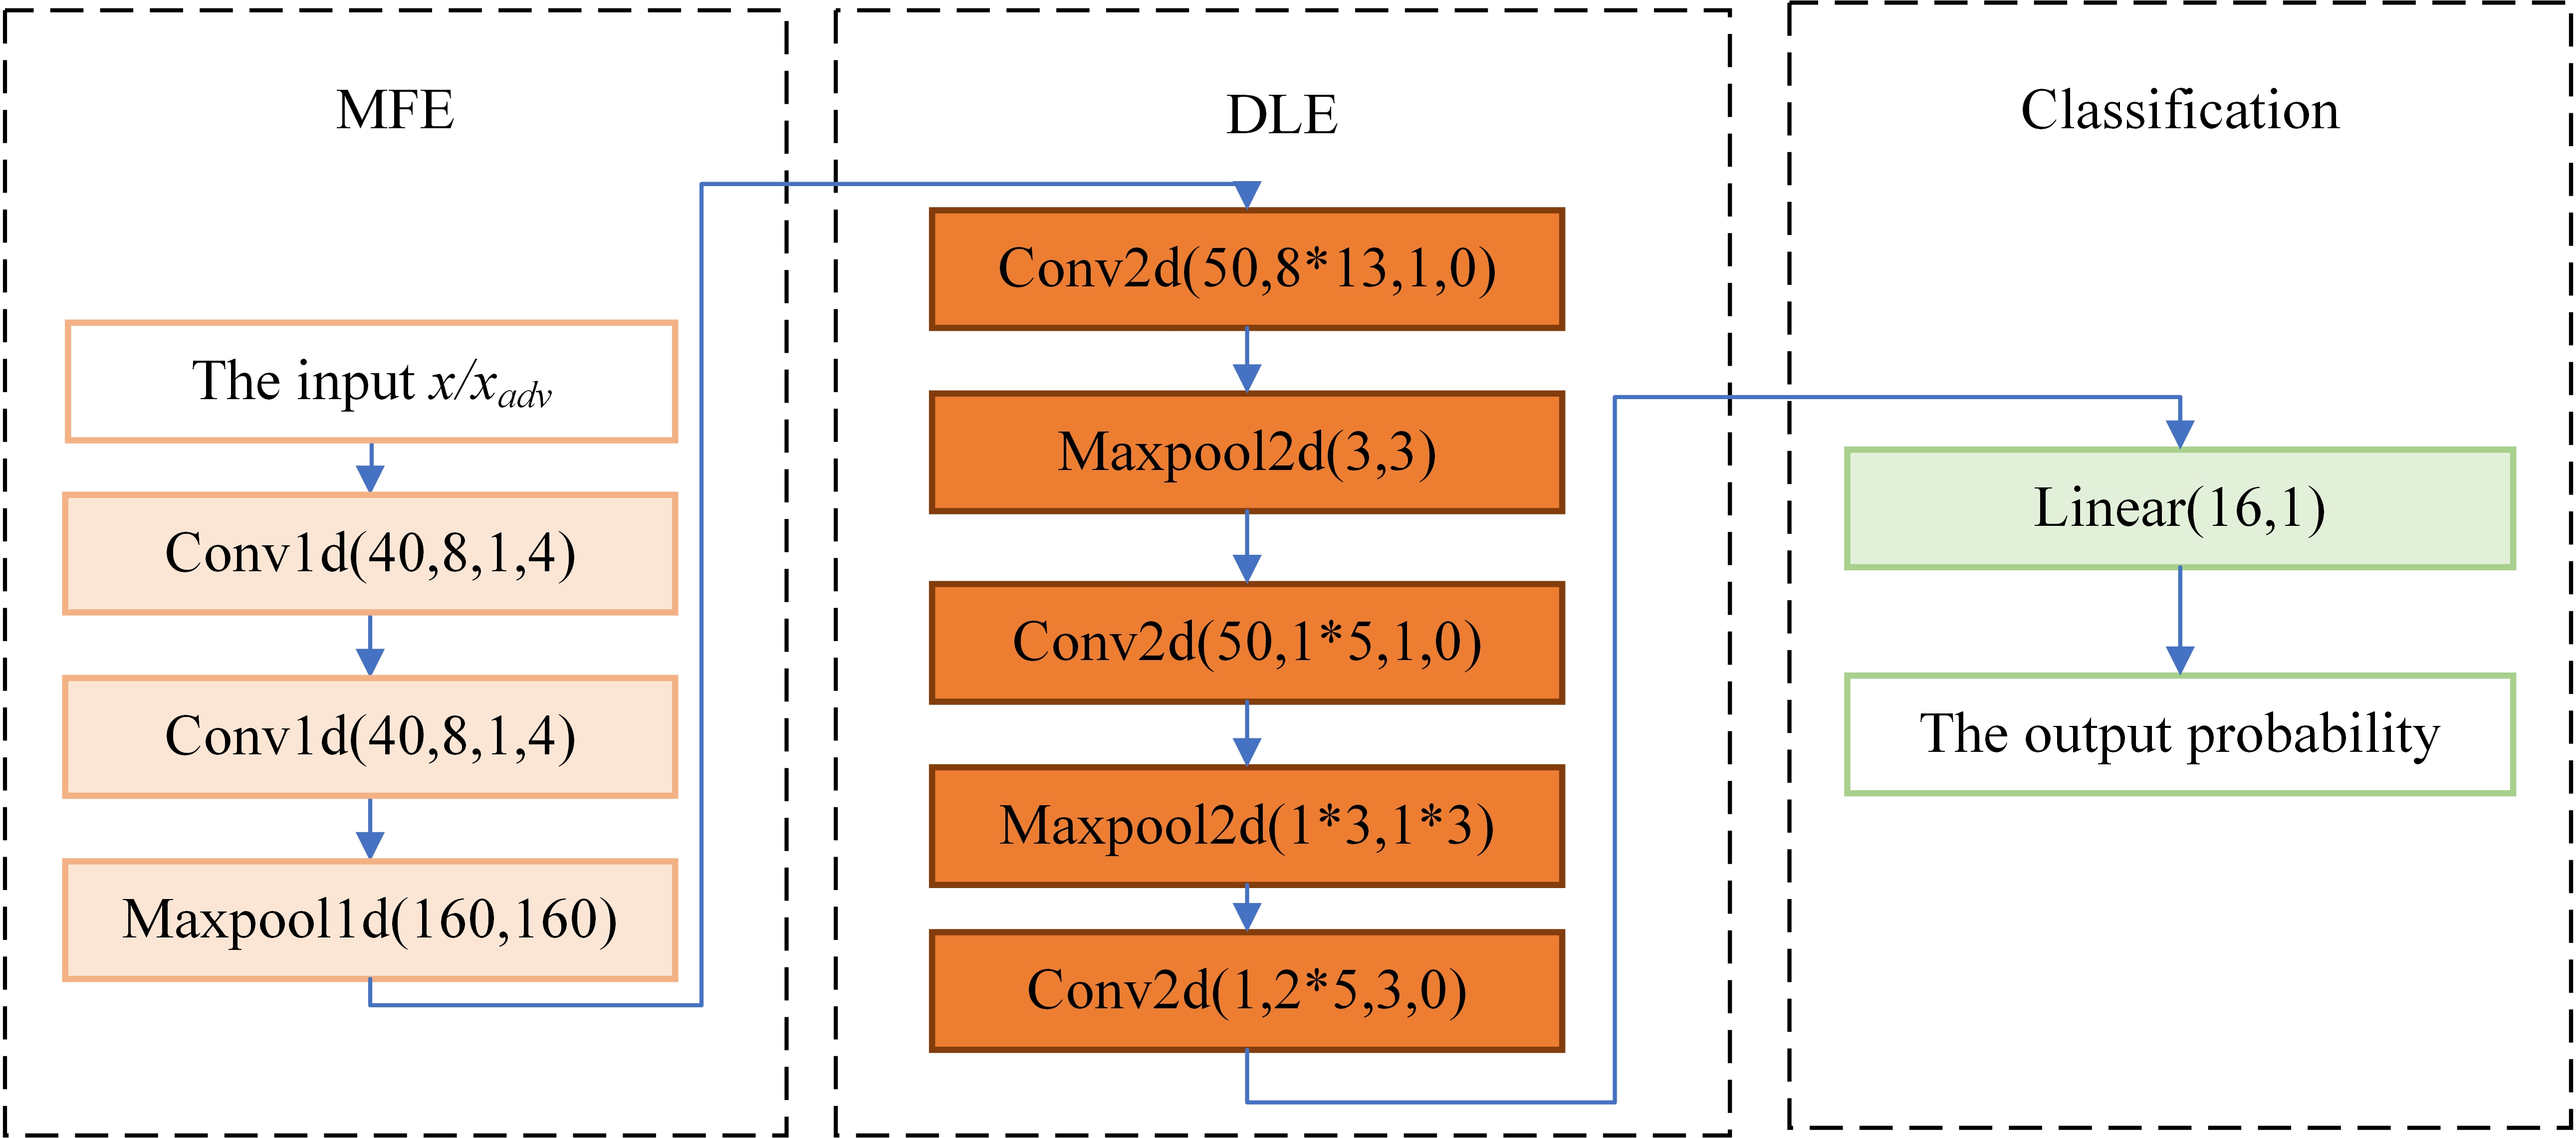 MFE
The input x/xadv
Conv1d(40,8,1,4)
Conv1d(40,8,1,4)
Maxpool1d(160,160)
DLE
Conv2d(50,8*13,1,0)
Maxpool2d(3,3)
Conv2d(50,1*5,1,0)
Maxpool2d(1*3,1*3)
Conv2d(1,2*5,3,0)
Classification
Linear(16,1)
The output probability